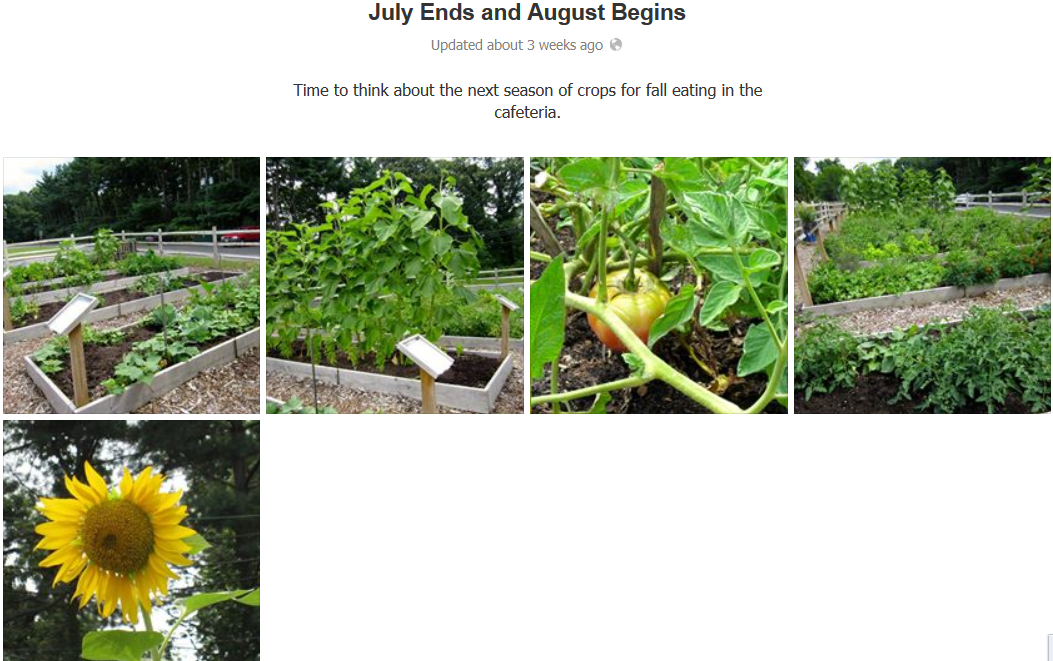 July Ends and August Begins
Updated about 3 weeks ago
Time to think about the next season of crops for fall eating in the
cafeteria.